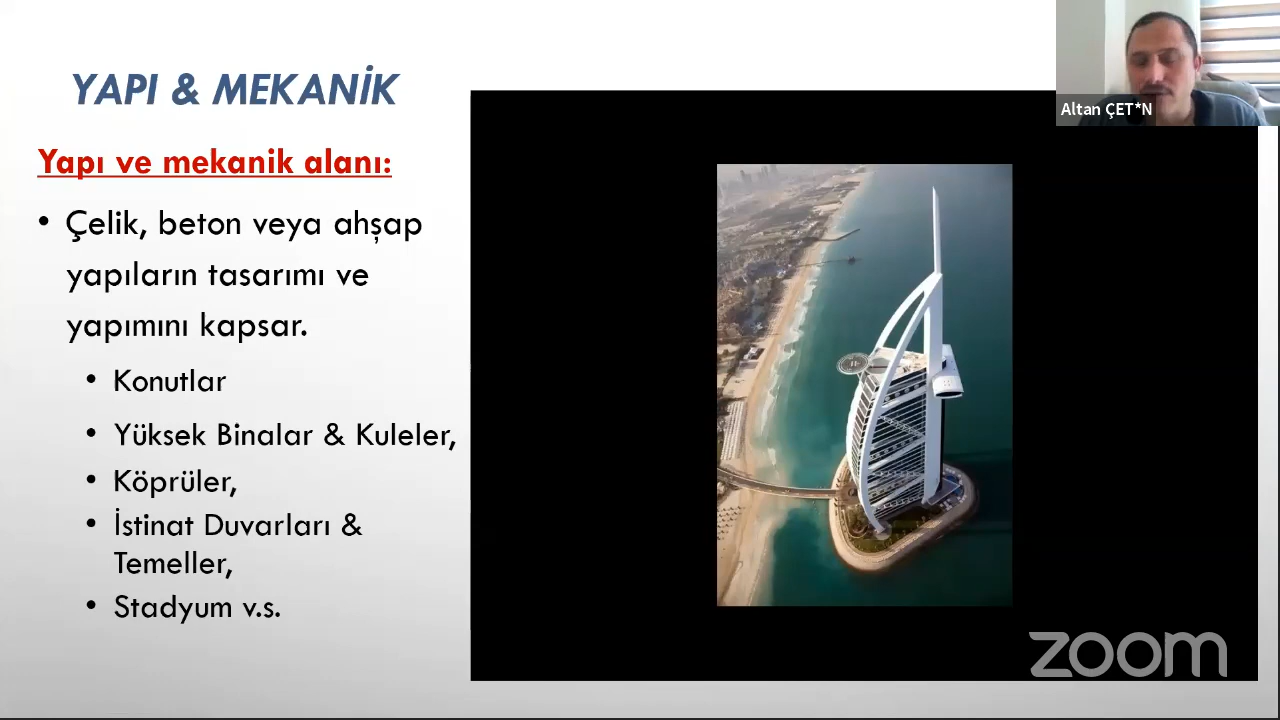 YAPI & MEKANİK
Altan ÇET*N
Yapı ve mekanik alanı:
• Çelik, beton veya ahşap
yapıların tasarımı ve
yapımını kapsar.
• Konutlar
• Yüksek Binalar & Kuleler,
• Köprüler,
• İstinat Duvarları &
Temeller,
• Stadyum v.s.
zoom